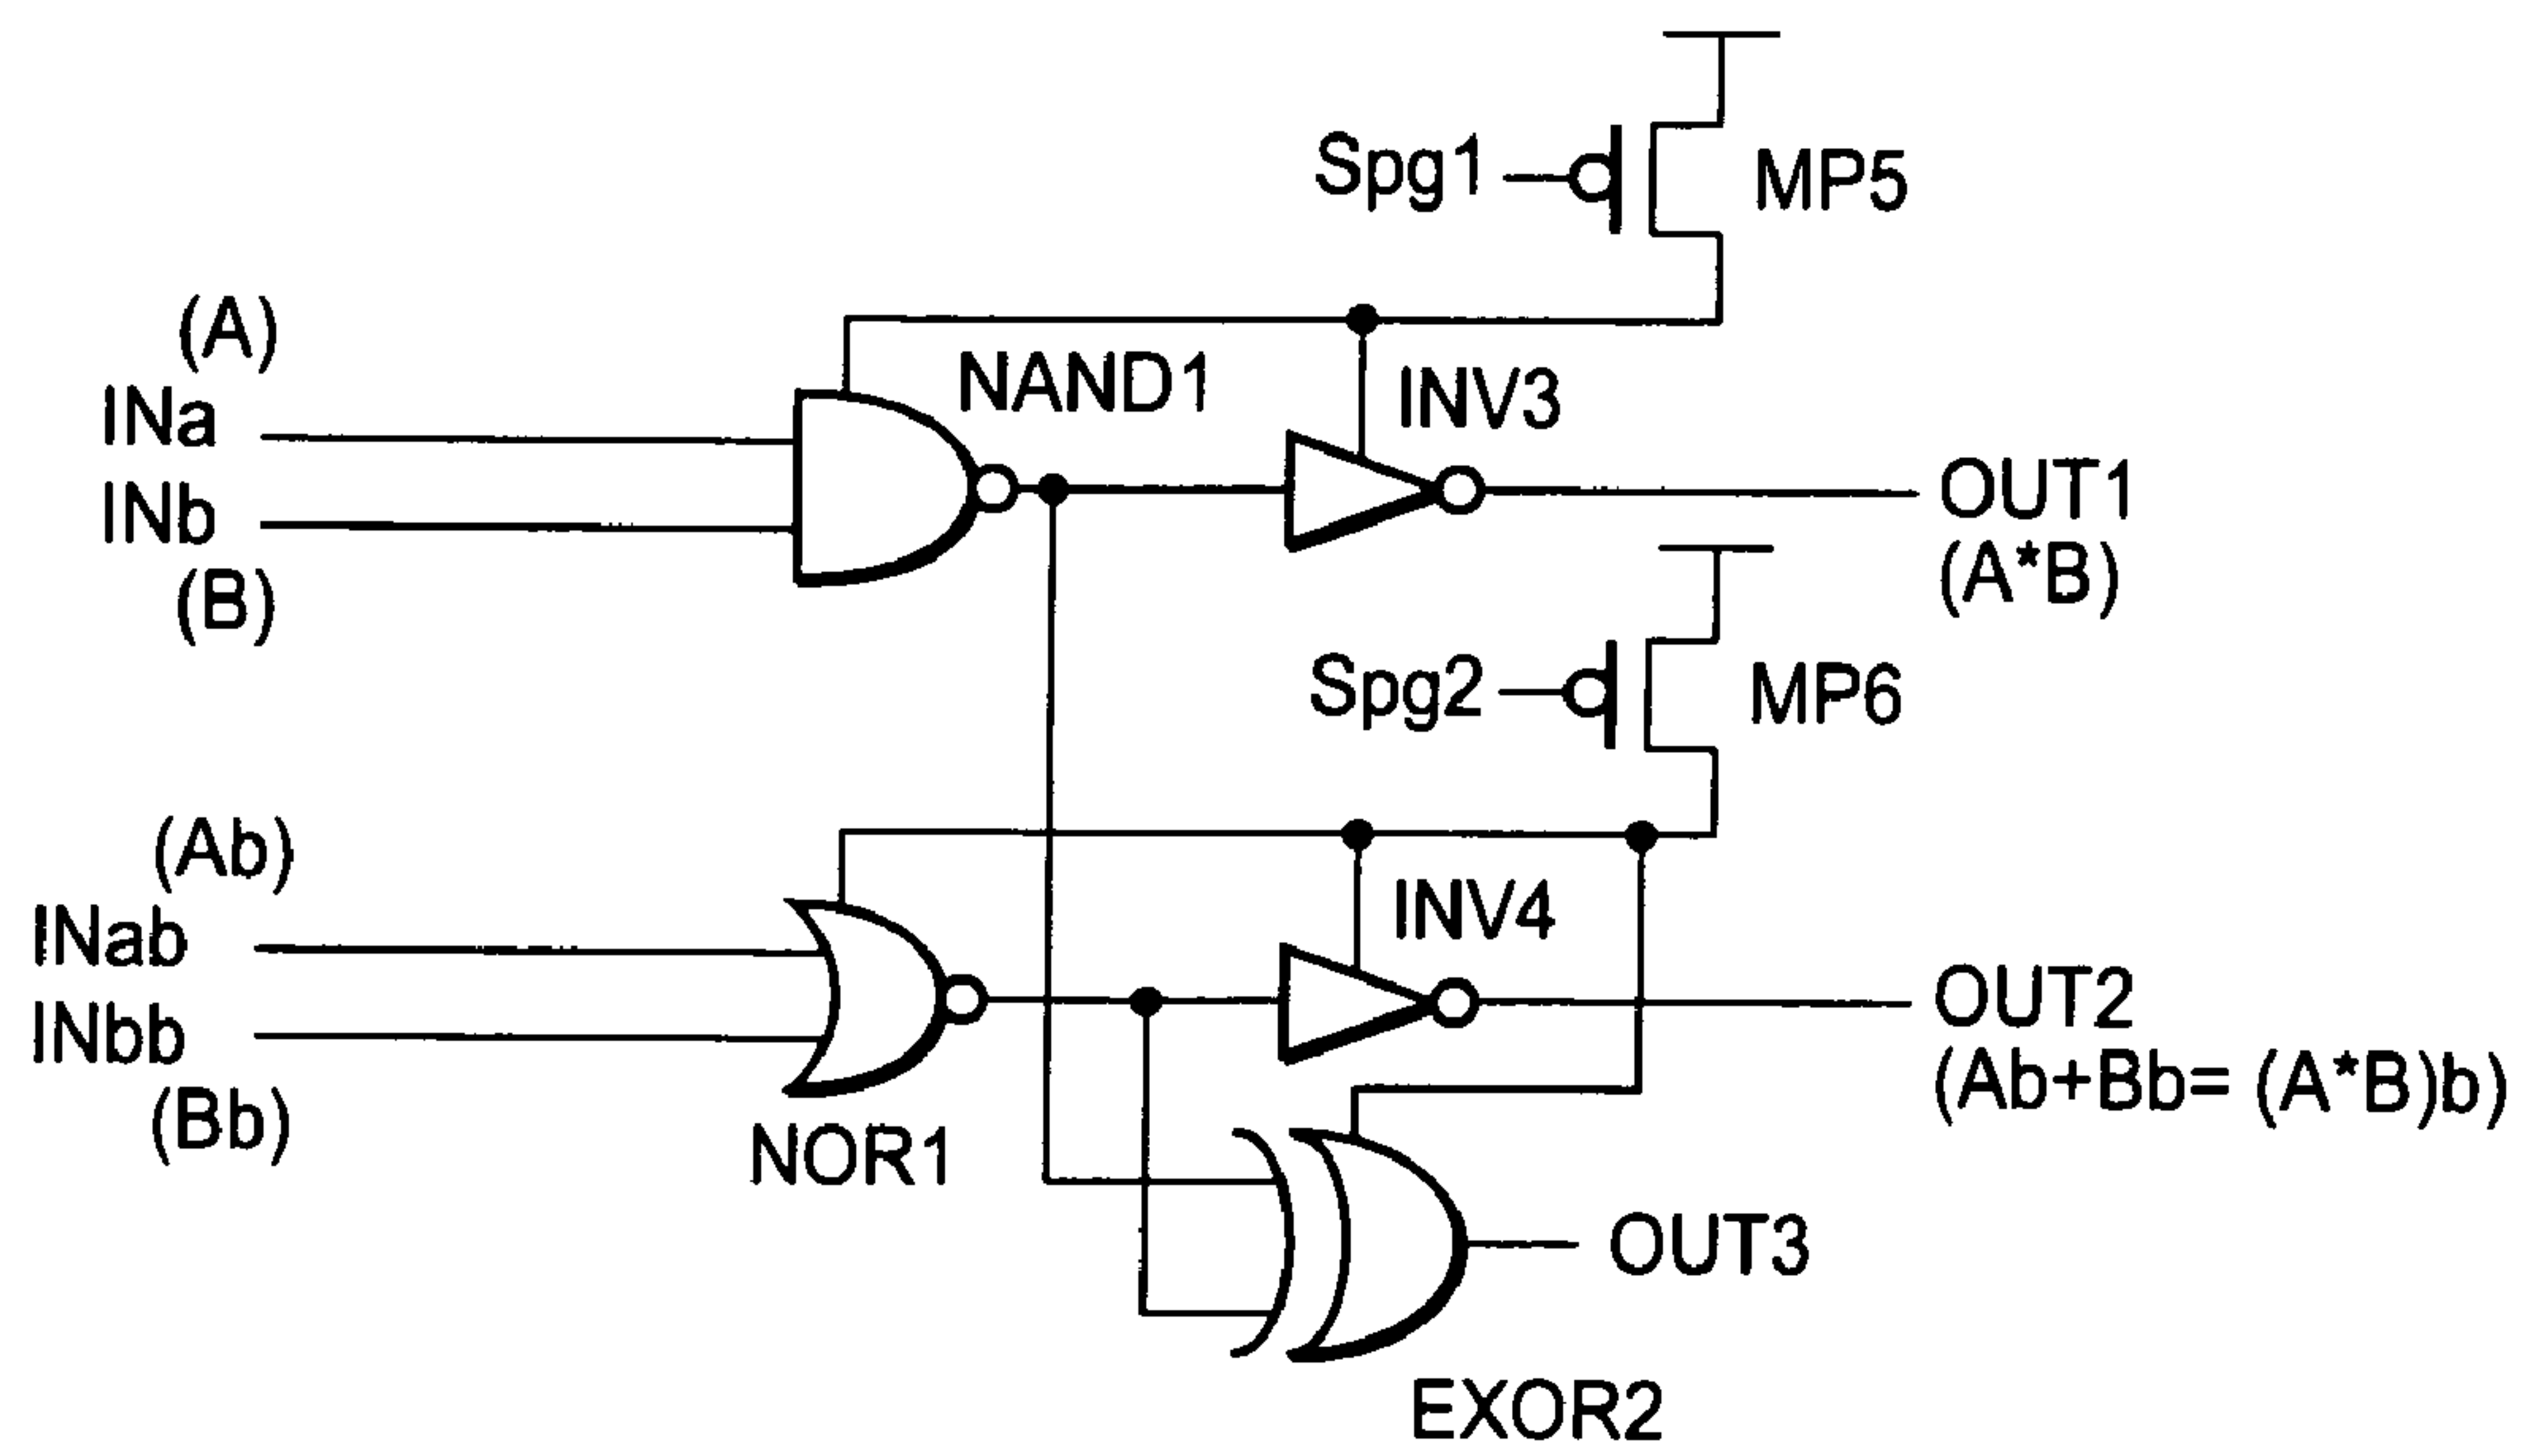 Spg1
MP5
(A)
INa
NAND1
INV3
INb
OUT1
(A*B)
(B)
Spg2
MP6
(Ab)
INab
INV4
INbb
OUT2
(Ab+Bb= (A*B)b)
(Bb)
NOR1
OUT3
EXOR2